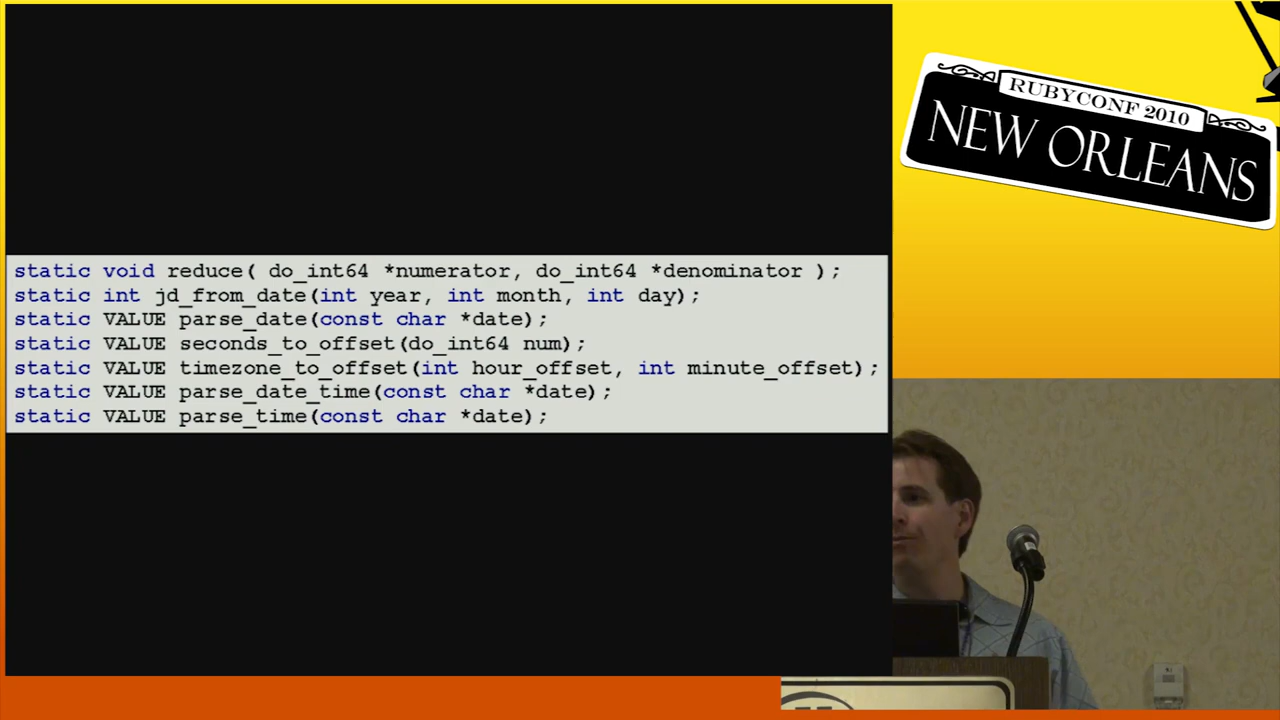 static void reduce( do_int64 *numerator, do_int64 *denominator );
static int jd_from_date(int year, int month, int day);
static VALUE parse_date(const char *date);
static VALUE seconds_to_offset(do_int64 num);
static VALUE timezone_to_offset(int hour_offset, int minute_offset);
static VALUE parse_date_time(const char *date);
static VALUE parse_time(const char *date);
RUBYCONF 2010
NEW ORLEANS